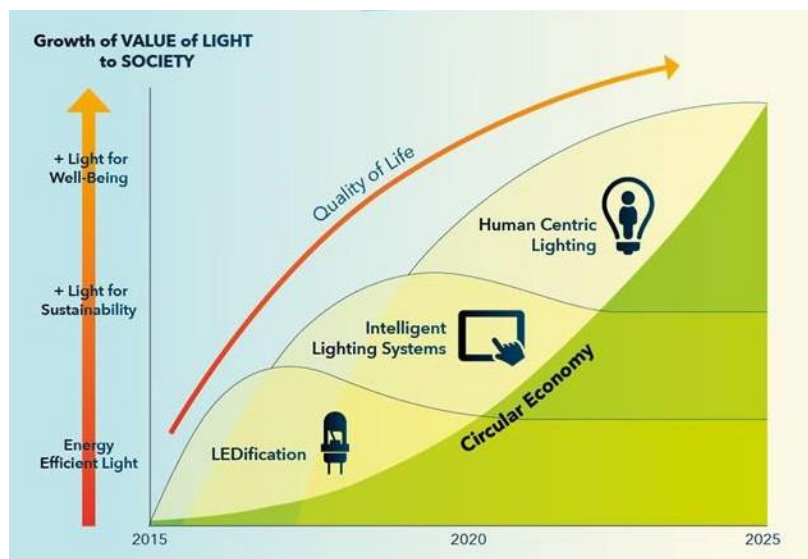 Growth of VALUE of LIGHT
to SOCIETY
+ Light for
Well-Being
Quality of Life
Human Centric
Lighting
+ Light for
Sustainability
Intelligent
Lighting Systems
Circular Economy
Energy
Efficient Light
LEDification
2015
2020
2025